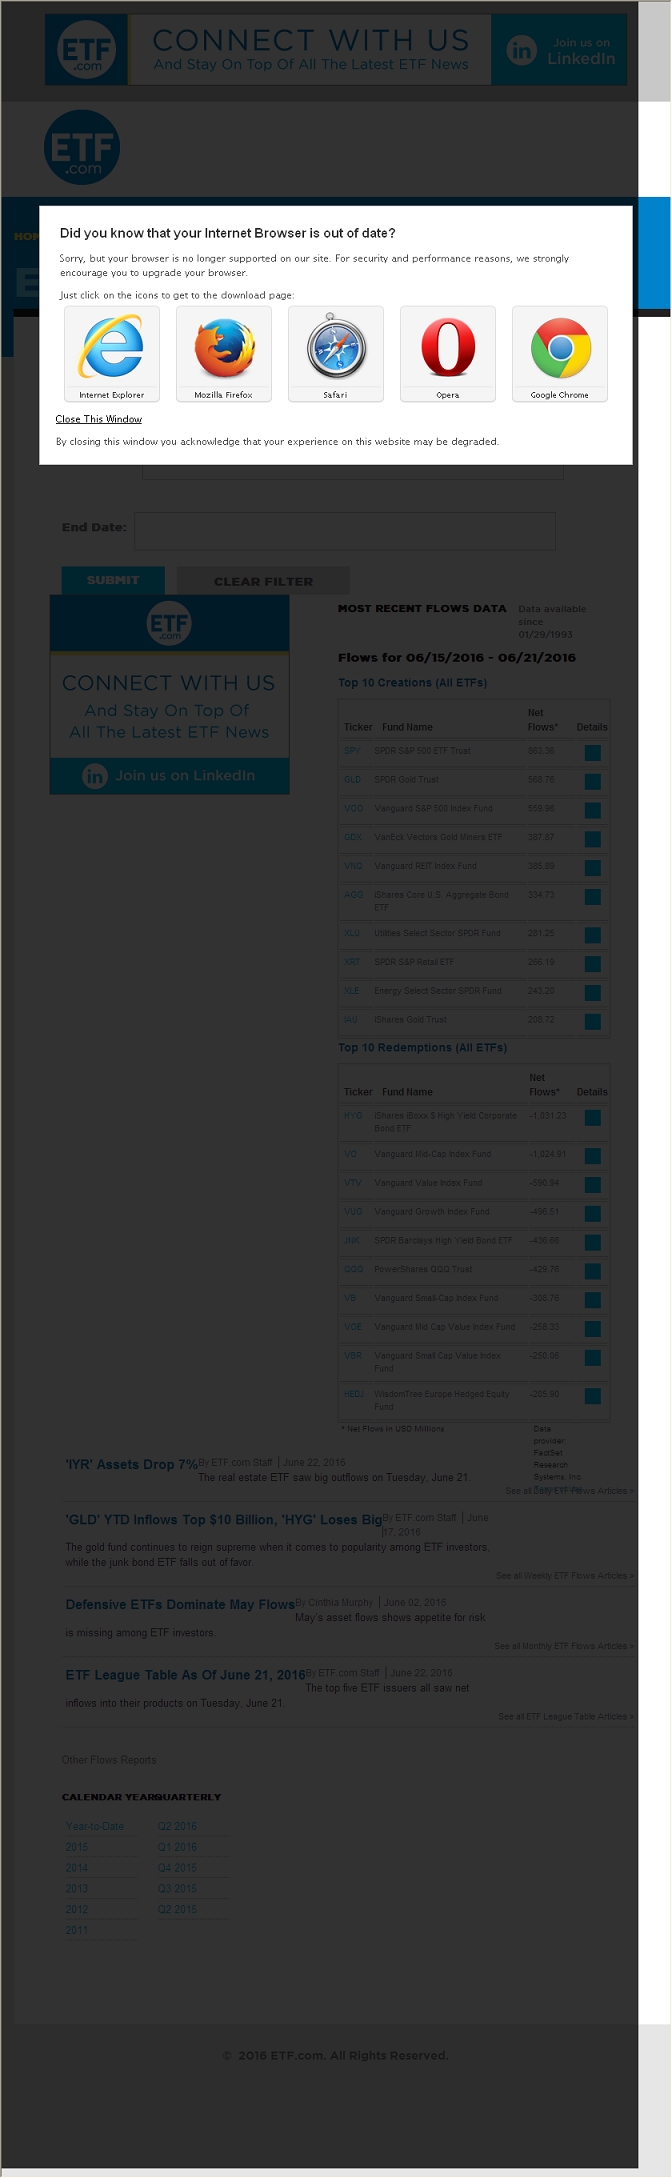 ETF
.com
CONNECT WITH US
And Stay On Top Of All The Latest ETF News
in
Join us on
LinkedIn
ETF
.com
HOM
E
Did you know that your Internet Browser is out of date?
Sorry, but your browser is no longer supported on our site. For security and performance reasons, we strongly
encourage you to upgrade your browser.
Just click on the icons to get to the download page:
Internet Explorer
Mozilla Firefox
Safari
Opera
Google Chrome
Close This Window
By closing this window you acknowledge that your experience on this website may be degraded.
End Date:
SUBMIT
CLEAR FILTER
ETF
.com
CONNECT WITH US
And Stay On Top Of
All The Latest ETF News
in Join us on LinkedIn
MOST RECENT FLOWS DATA
Data available
since
01/29/1993
Flows for 06/15/2016 - 06/21/2016
Top 10 Creations (All ETFs)
Ticker Fund Name Net Flows* Details
SPY SPDR S&P 500 ETF Trust
GLD SPDR Gold Trust 568.76
VOO Vanguard S&P 500 Index Fund
GDX VanEck Vectors Gold Miners ETF 367.87
VNQ Vanguard REIT Index Fund
AGG iShares Core U.S. Aggregate Bond
ETF 334.73
XLU Utilities Select Sector SPDR Fund 281.25
XRT SPDR S&P Retail ETF
XLE Energy Select Sector SPDR Fund 243.20
IAU iShares Gold Trust 208.72
Top 10 Redemptions (All ETFs)
Ticker Fund Name Net Flows* Details
HYG iShares iBoxx $ High Yield Corporate
Bond ETF -1,031.23
VO Vanguard Mid-Cap Index Fund -1,024.91
VTV Vanguard Value Index Fund
VUG Vanguard Growth Index Fund -496.51
JNK SPDR Barclays High Yield Bond ETF
QQQ PowerShares QQQ Trust -429.76
VB Vanguard Small-Cap Index Fund
VOE Vanguard Mid Cap Value Index Fund -258.33
VBR Vanguard Small Cap Value Index
Fund
HEDJ WisdomTree Europe Hedged Equity
Fund -205.90
* Net Flows in USD Millions
Data
provider:
FactSet
Research
Systems, Inc
'IYR' Assets Drop 7% By ETF.com Staff | June 22, 2016
The real estate ETF saw big outflows on Tuesday, June 21.
See all Daily ETF Flows Articles >
'GLD' YTD Inflows Top $10 Billion, 'HYG' Loses Big By ETF.com Staff | June
17, 2016
The gold fund continues to reign supreme when it comes to popularity among ETF investors,
while the junk bond ETF falls out of favor.
See all Weekly ETF Flows Articles >
Defensive ETFs Dominate May Flows By Cinthia Murphy | June 02, 2016
May's asset flows shows appetite for risk
is missing among ETF investors.
See all Monthly ETF Flows Articles >
ETF League Table As Of June 21, 2016 By ETF.com Staff | June 22, 2016
The top five ETF issuers all saw net
inflows into their products on Tuesday, June 21.
See all ETF League Table Articles >
Other Flows Reports
CALENDAR YEAR QUARTERLY
Year-to-Date Q2 2016
2015 Q1 2016
2014 Q4 2015
2013 Q3 2015
2012 Q2 2015
2011
© 2016 ETF.com. All Rights Reserved.